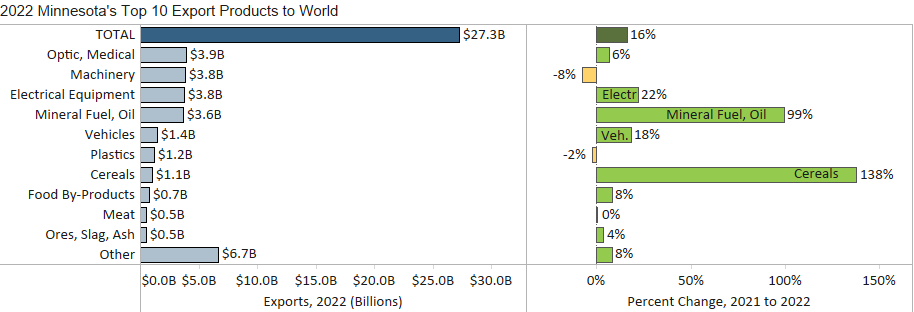 2022 Minnesota's Top 10 Export Products to World
TOTAL $27.3B 16%
Optic, Medical $3.9B 6%
Machinery $3.8B -8%
Electrical Equipment $3.8B Electr 22%
Mineral Fuel, Oil $3.6B Mineral Fuel, Oil 99%
Vehicles $1.4B Veh. 18%
Plastics $1.2B -2%
Cereals $1.1B Cereals 138%
Food By-Products $0.7B 8%
Meat $0.5B 0%
Ores, Slag, Ash $0.5B 4%
Other $6.7B 8%
$0.0B $5.0B $10.0B $15.0B $20.0B $25.0B $30.0B 0% 50% 100% 150%
Exports, 2022 (Billions) Percent Change, 2021 to 2022